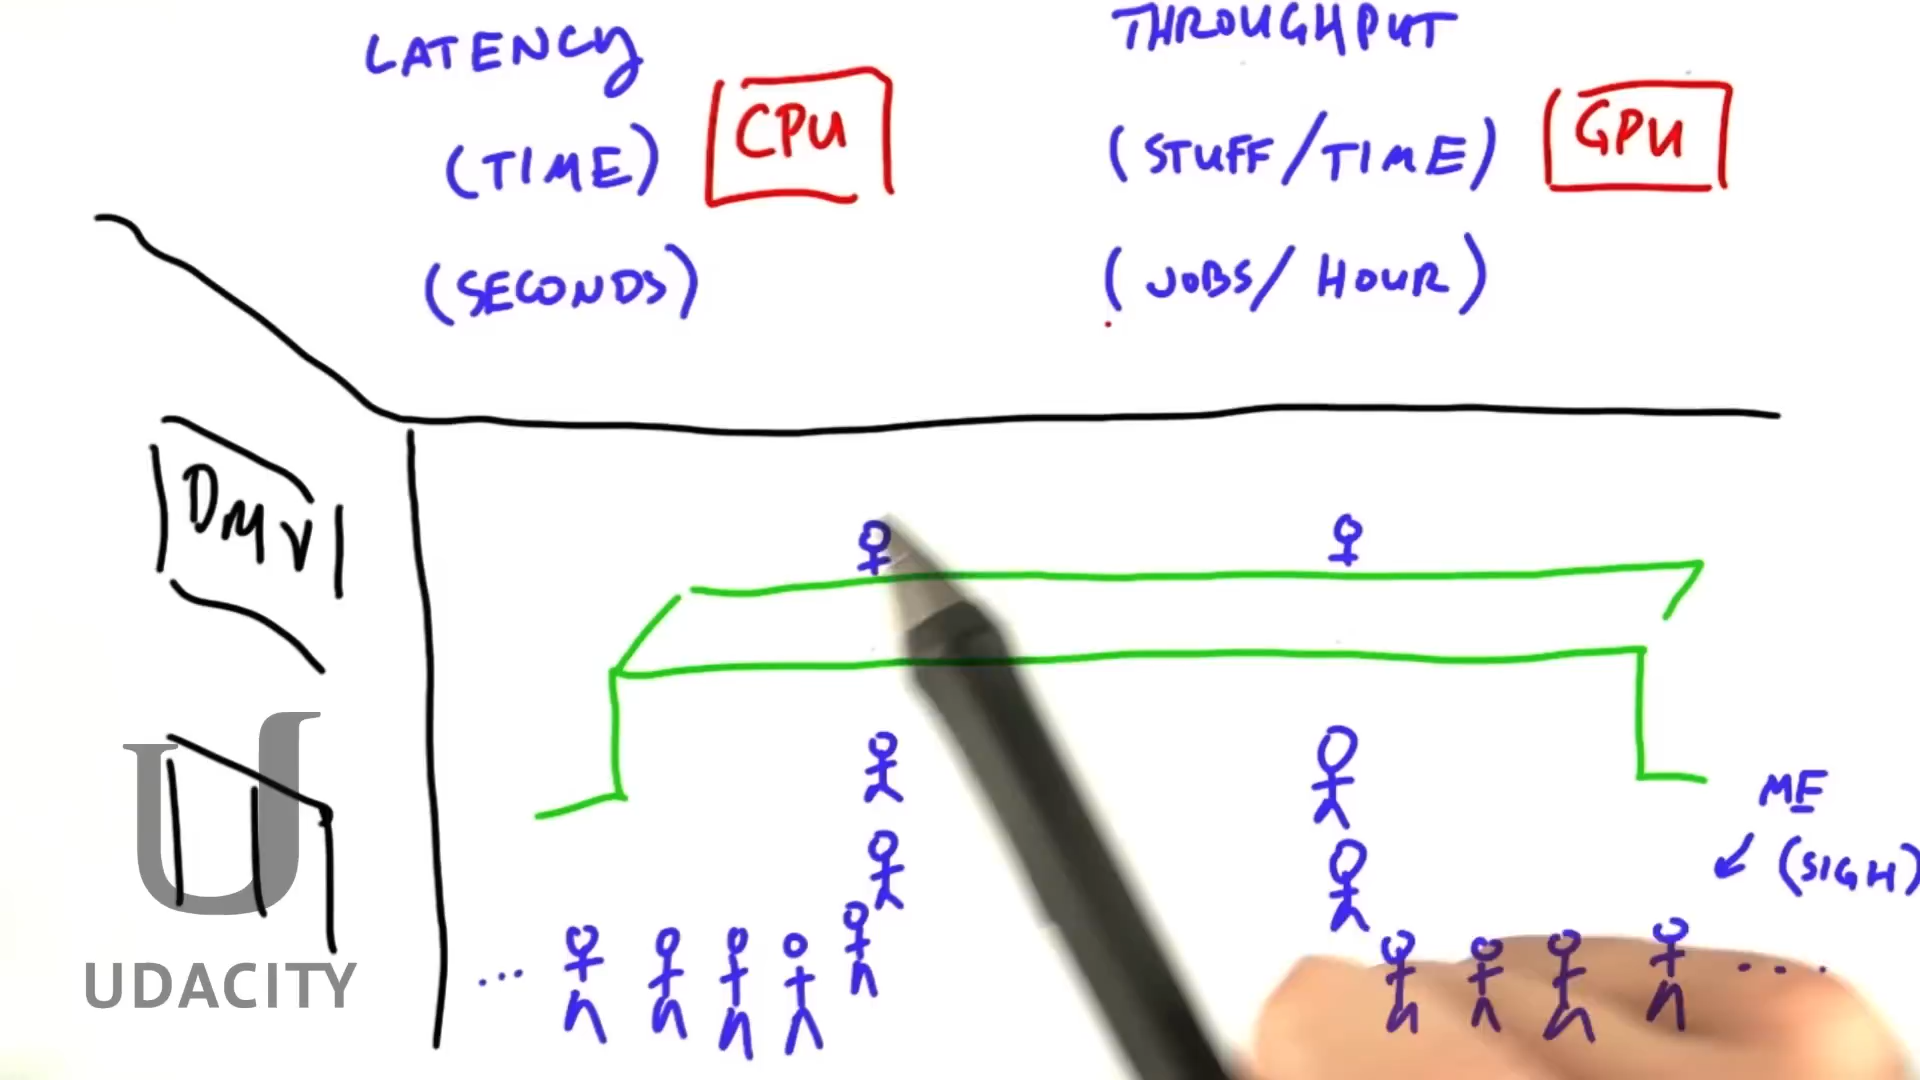 LATENCY
(TIME)
(SECONDS)
CPU
THROUGHPUT
(STUFF/TIME)
(JOBS/HOUR)
GPU
DMV
ME
(SIGH)
...
...
U
UDACITY